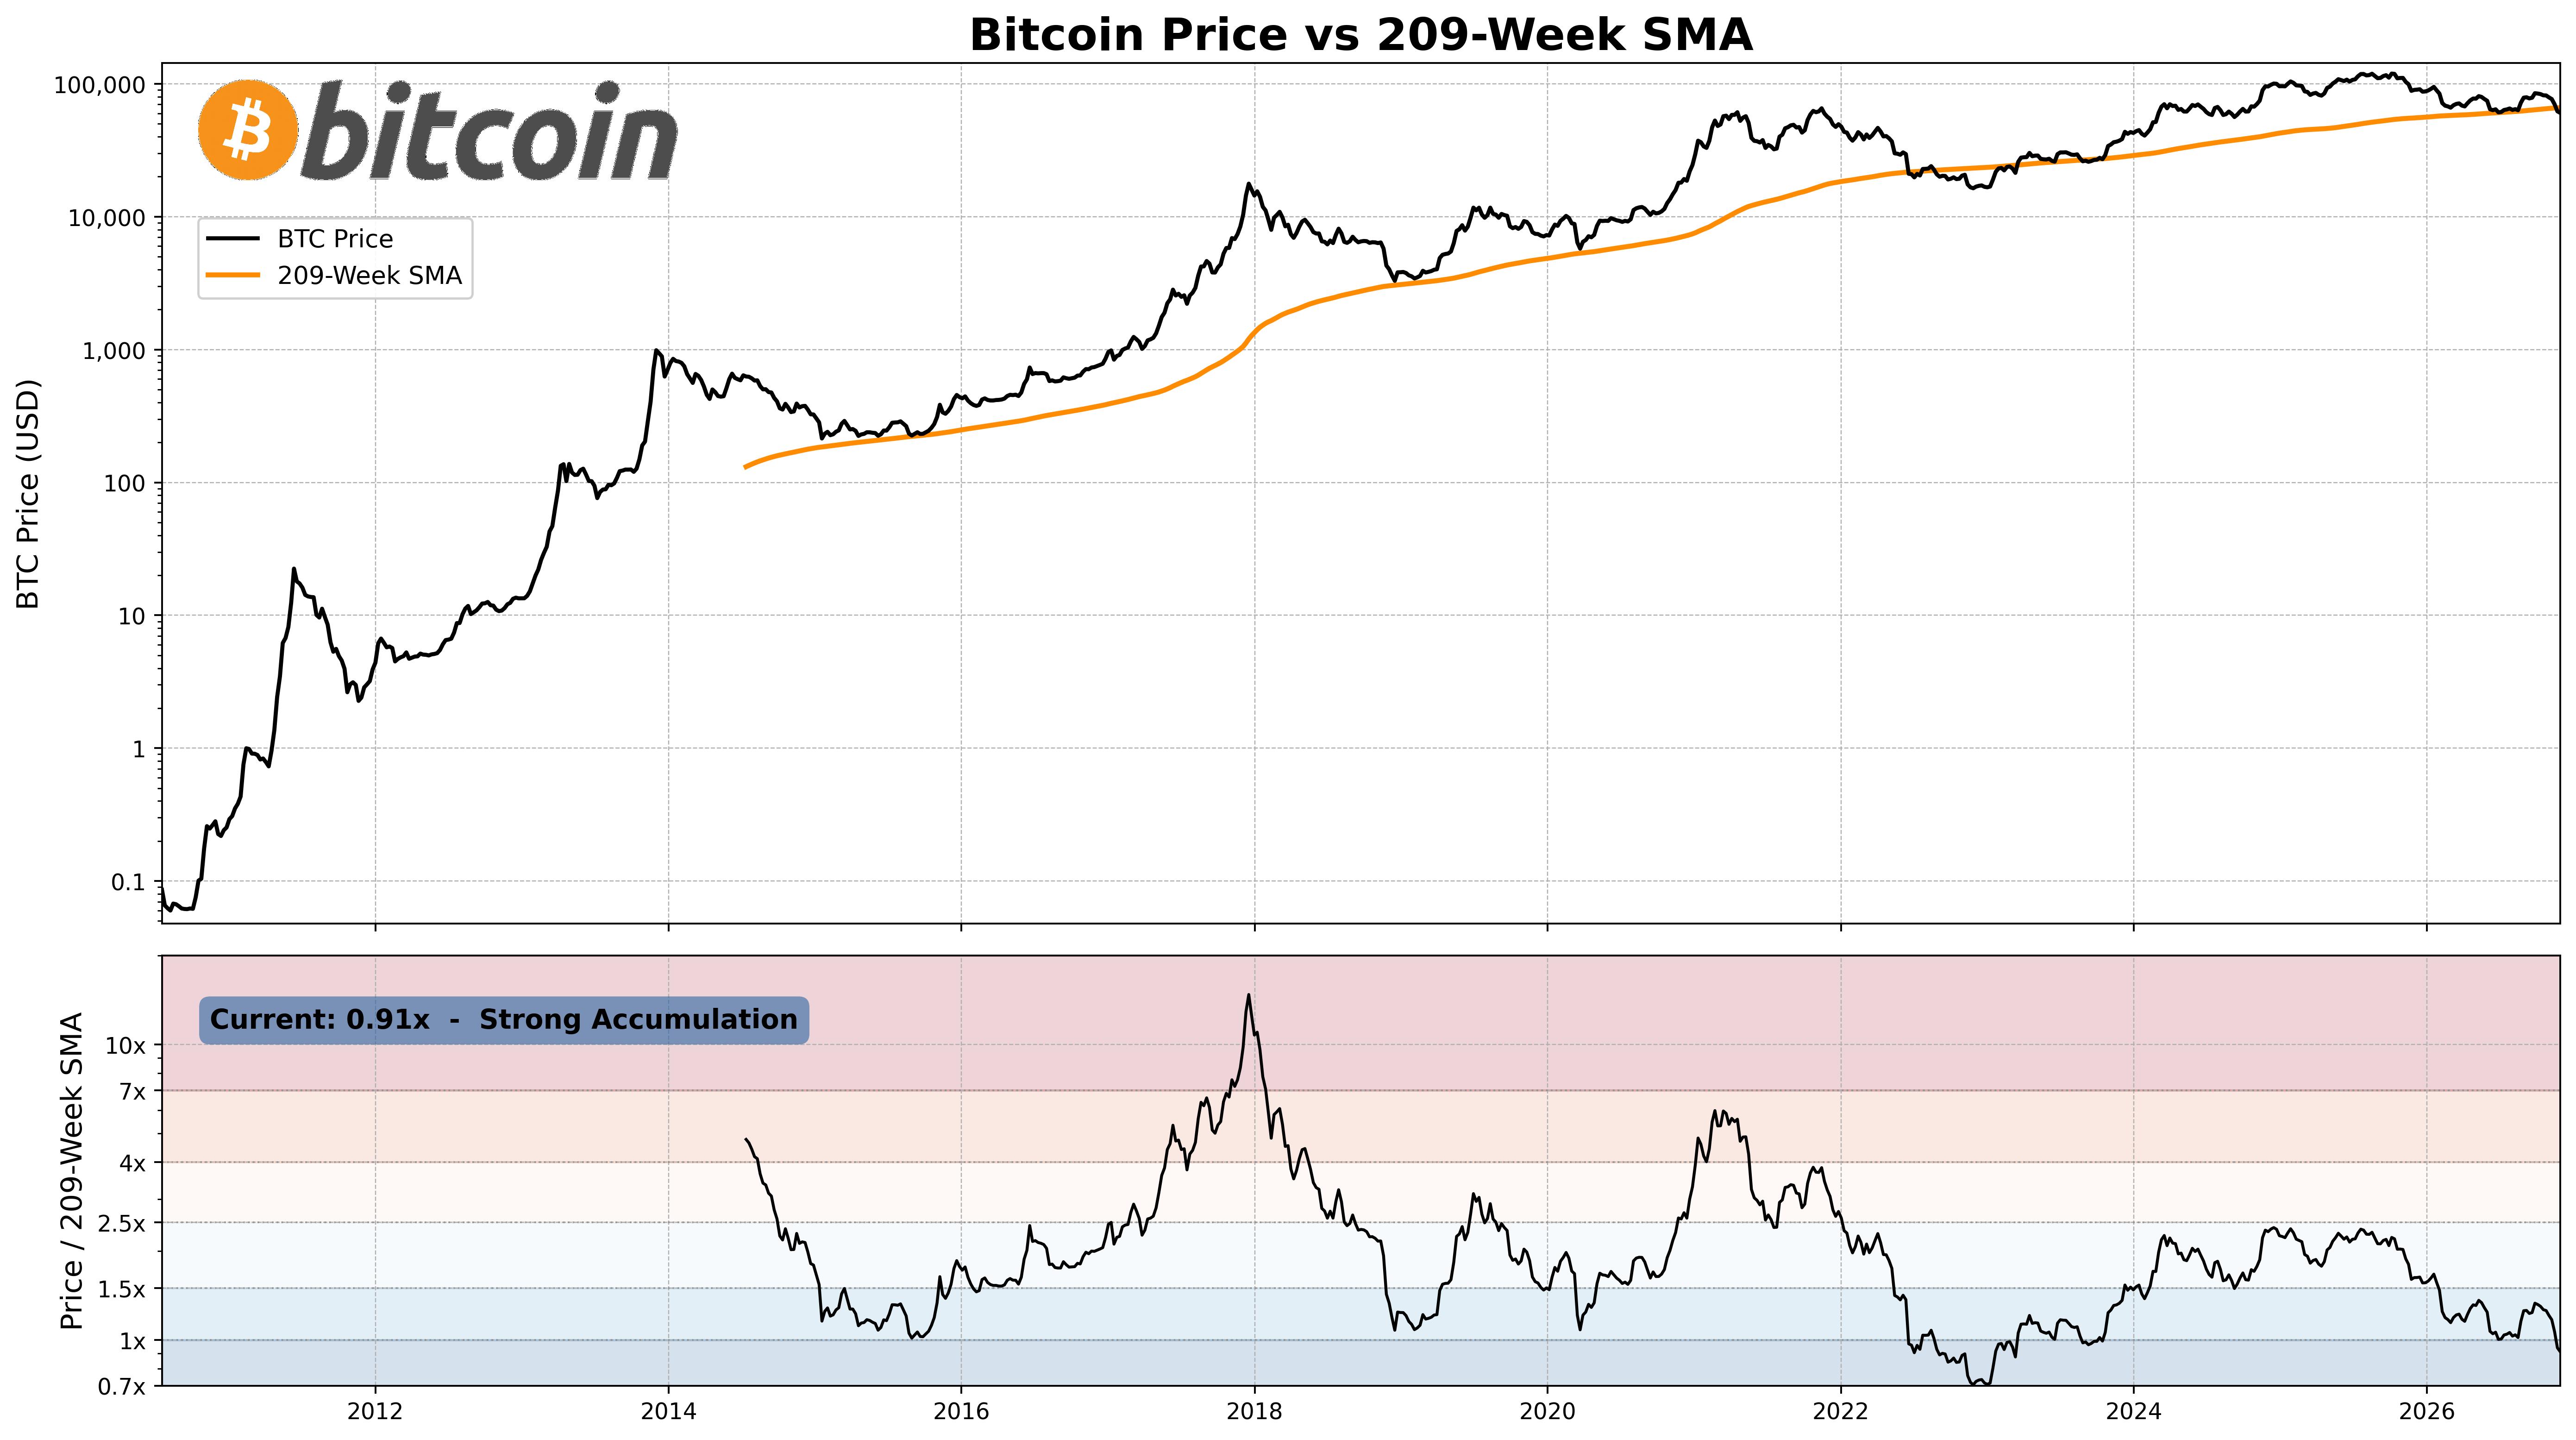 Bitcoin Price vs 209-Week SMA
₿ bitcoin
BTC Price
209-Week SMA
BTC Price (USD)
100,000
10,000
1,000
100
10
1
0.1
Current: 0.91x - Strong Accumulation
Price / 209-Week SMA
10x
7x
4x
2.5x
1.5x
1x
0.7x
2012
2014
2016
2018
2020
2022
2024
2026